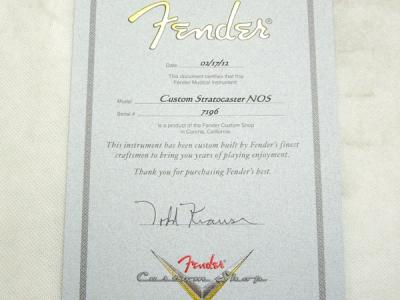 Fender®
Date 02/17/12
This document certifies that this
Fender Musical Instrument
Model Custom Stratocaster NOS
Serial # 7196
is a product of the Fender Custom Shop
in Corona, California.
This instrument has been custom built by Fender's finest
craftsmen to bring you years of playing enjoyment.
Thank you for purchasing Fender's best.
Todd Krause
Fender
Custom Shop